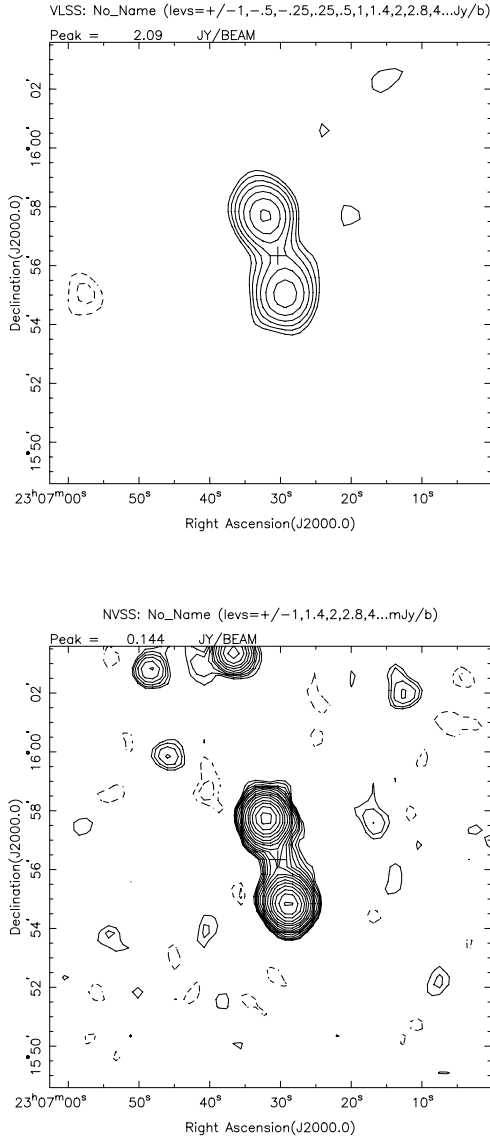 VLSS: No_Name (levs=+/−1,−.5,−.25,.25,.5,1,1.4,2,2.8,4...Jy/b)
Peak = 2.09 JY/BEAM
02'
16°00'
58'
56'
54'
52'
15°50'
Declination(J2000.0)
23ʰ07ᵐ00ˢ 50ˢ 40ˢ 30ˢ 20ˢ 10ˢ
Right Ascension(J2000.0)
NVSS: No_Name (levs=+/−1,1.4,2,2.8,4...mJy/b)
Peak = 0.144 JY/BEAM
02'
16°00'
58'
56'
54'
52'
15°50'
Declination(J2000.0)
23ʰ07ᵐ00ˢ 50ˢ 40ˢ 30ˢ 20ˢ 10ˢ
Right Ascension(J2000.0)